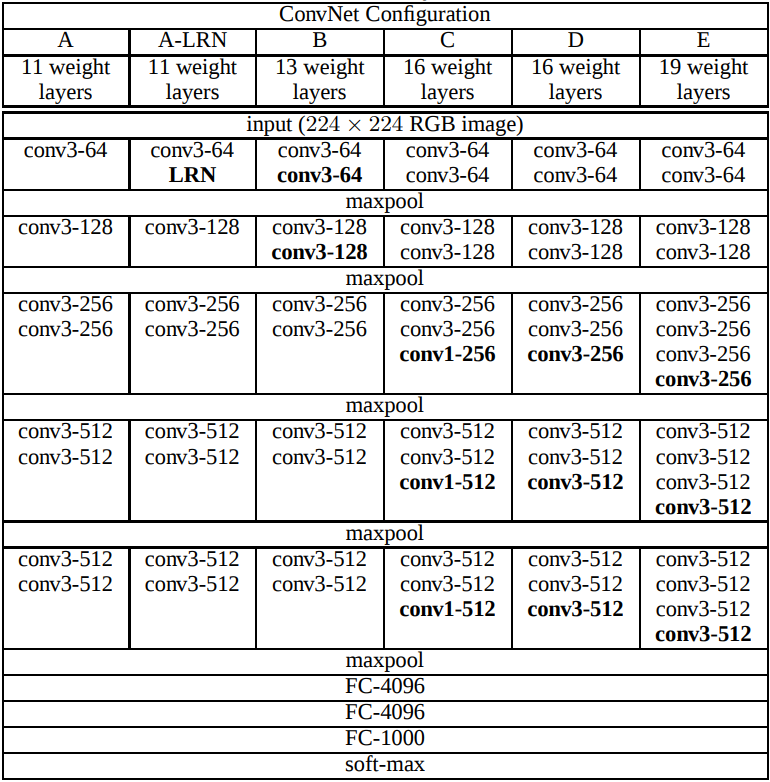 ConvNet Configuration
A A-LRN B C D E
11 weight 11 weight 13 weight 16 weight 16 weight 19 weight
layers layers layers layers layers layers
input (224 × 224 RGB image)
conv3-64 conv3-64 conv3-64 conv3-64 conv3-64 conv3-64
LRN conv3-64 conv3-64 conv3-64 conv3-64
maxpool
conv3-128 conv3-128 conv3-128 conv3-128 conv3-128 conv3-128
conv3-128 conv3-128 conv3-128 conv3-128
maxpool
conv3-256 conv3-256 conv3-256 conv3-256 conv3-256 conv3-256
conv3-256 conv3-256 conv3-256 conv3-256 conv3-256 conv3-256
conv1-256 conv3-256 conv3-256
conv3-256
maxpool
conv3-512 conv3-512 conv3-512 conv3-512 conv3-512 conv3-512
conv3-512 conv3-512 conv3-512 conv3-512 conv3-512 conv3-512
conv1-512 conv3-512 conv3-512
conv3-512
maxpool
conv3-512 conv3-512 conv3-512 conv3-512 conv3-512 conv3-512
conv3-512 conv3-512 conv3-512 conv3-512 conv3-512 conv3-512
conv1-512 conv3-512 conv3-512
conv3-512
maxpool
FC-4096
FC-4096
FC-1000
soft-max